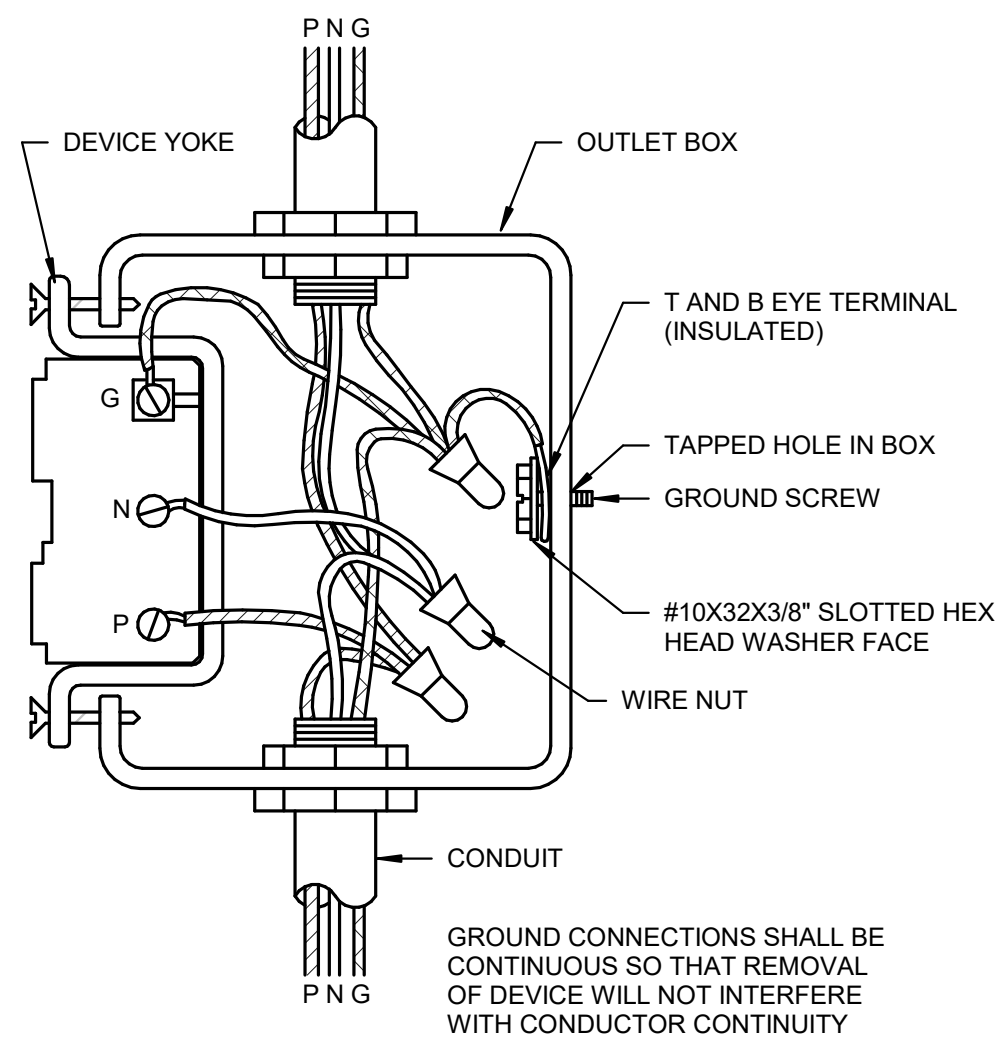 P N G
DEVICE YOKE
OUTLET BOX
T AND B EYE TERMINAL
(INSULATED)
G
TAPPED HOLE IN BOX
GROUND SCREW
N
#10X32X3/8" SLOTTED HEX
HEAD WASHER FACE
P
WIRE NUT
CONDUIT
GROUND CONNECTIONS SHALL BE
CONTINUOUS SO THAT REMOVAL
OF DEVICE WILL NOT INTERFERE
WITH CONDUCTOR CONTINUITY
P N G